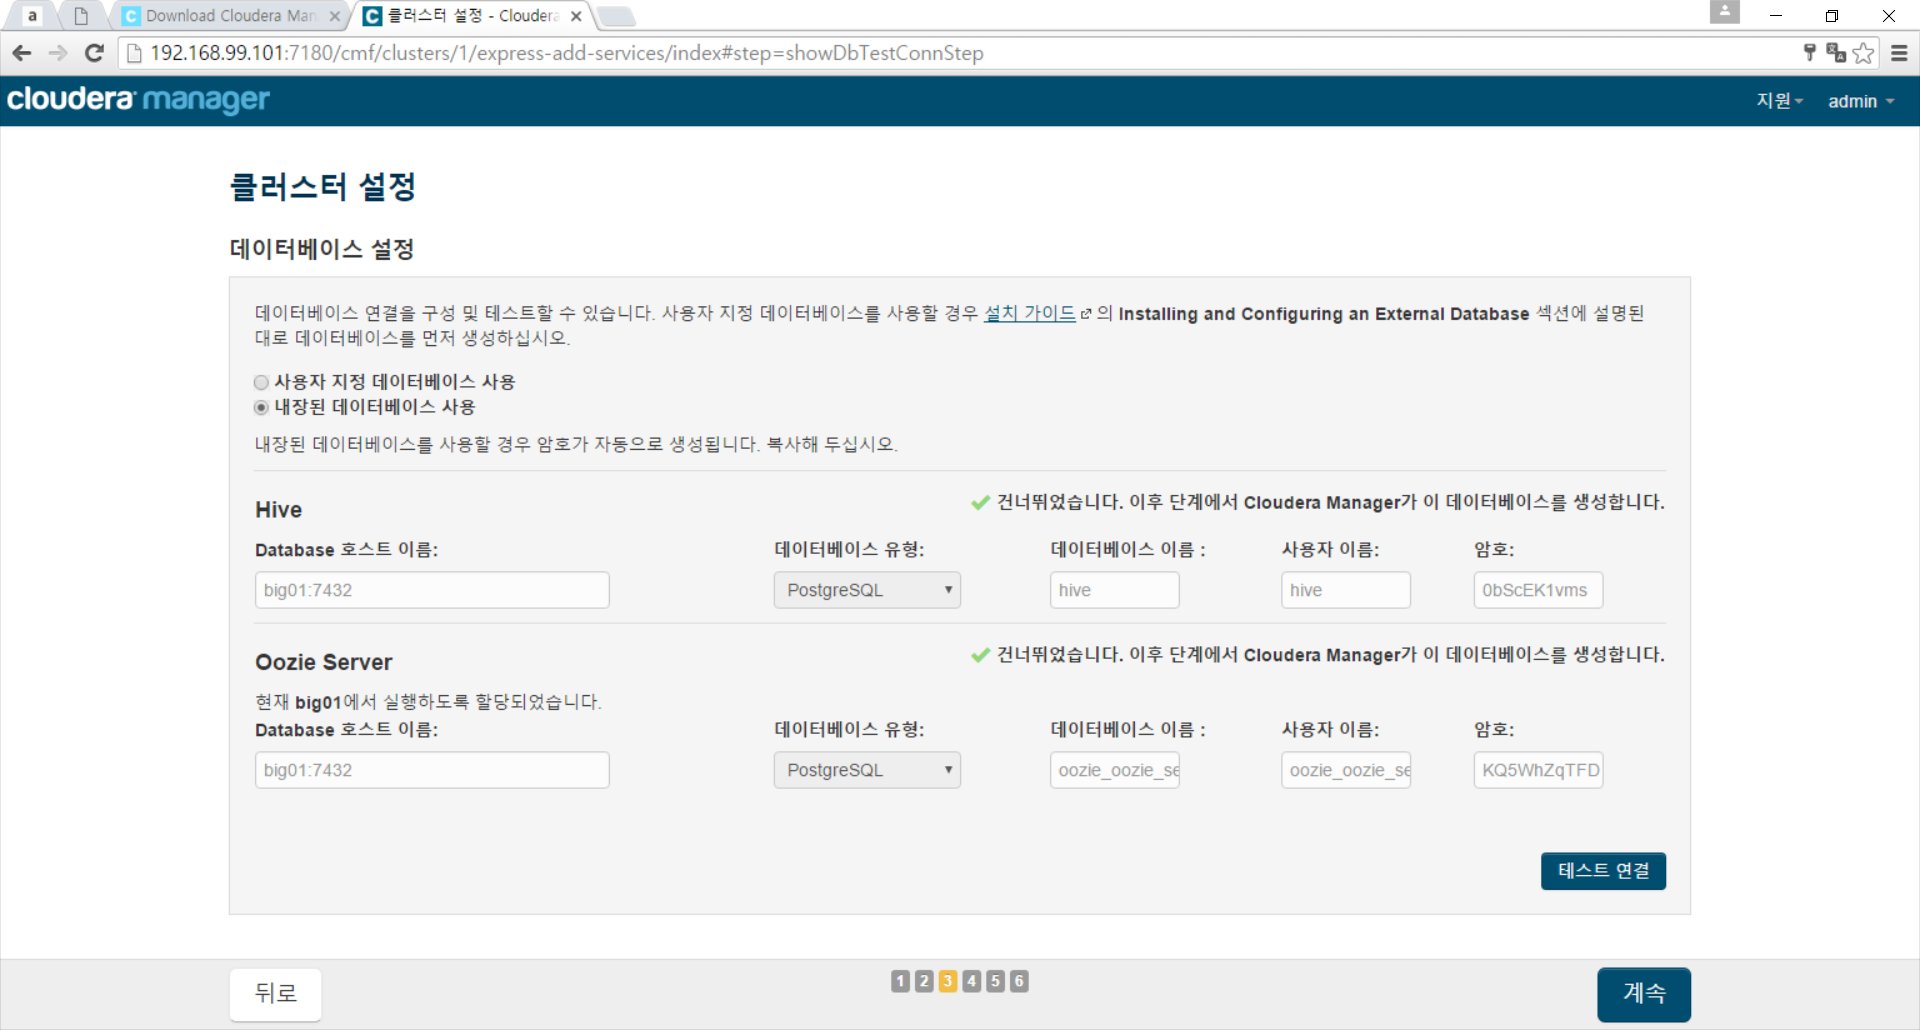 a
Download Cloudera Man
클러스터 설정 - Cloudera
192.168.99.101:7180/cmf/clusters/1/express-add-services/index#step=showDbTestConnStep
cloudera manager
지원
admin
클러스터 설정
데이터베이스 설정
데이터베이스 연결을 구성 및 테스트할 수 있습니다. 사용자 지정 데이터베이스를 사용할 경우 설치 가이드 의 Installing and Configuring an External Database 섹션에 설명된
대로 데이터베이스를 먼저 생성하십시오.
사용자 지정 데이터베이스 사용
내장된 데이터베이스 사용
내장된 데이터베이스를 사용할 경우 암호가 자동으로 생성됩니다. 복사해 두십시오.
Hive
건너뛰었습니다. 이후 단계에서 Cloudera Manager가 이 데이터베이스를 생성합니다.
Database 호스트 이름: 데이터베이스 유형: 데이터베이스 이름 : 사용자 이름: 암호:
big01:7432 PostgreSQL hive hive 0bScEK1vms
Oozie Server
건너뛰었습니다. 이후 단계에서 Cloudera Manager가 이 데이터베이스를 생성합니다.
현재 big01에서 실행하도록 할당되었습니다.
Database 호스트 이름: 데이터베이스 유형: 데이터베이스 이름 : 사용자 이름: 암호:
big01:7432 PostgreSQL oozie_oozie_se oozie_oozie_se KQ5WhZqTFD
테스트 연결
뒤로
1 2 3 4 5 6
계속